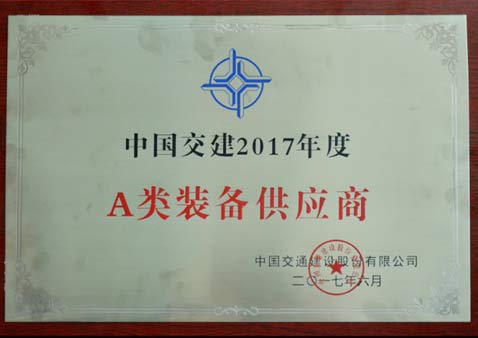 中国交建2017年度
A类装备供应商
中国交通建设股份有限公司
二〇一七年六月